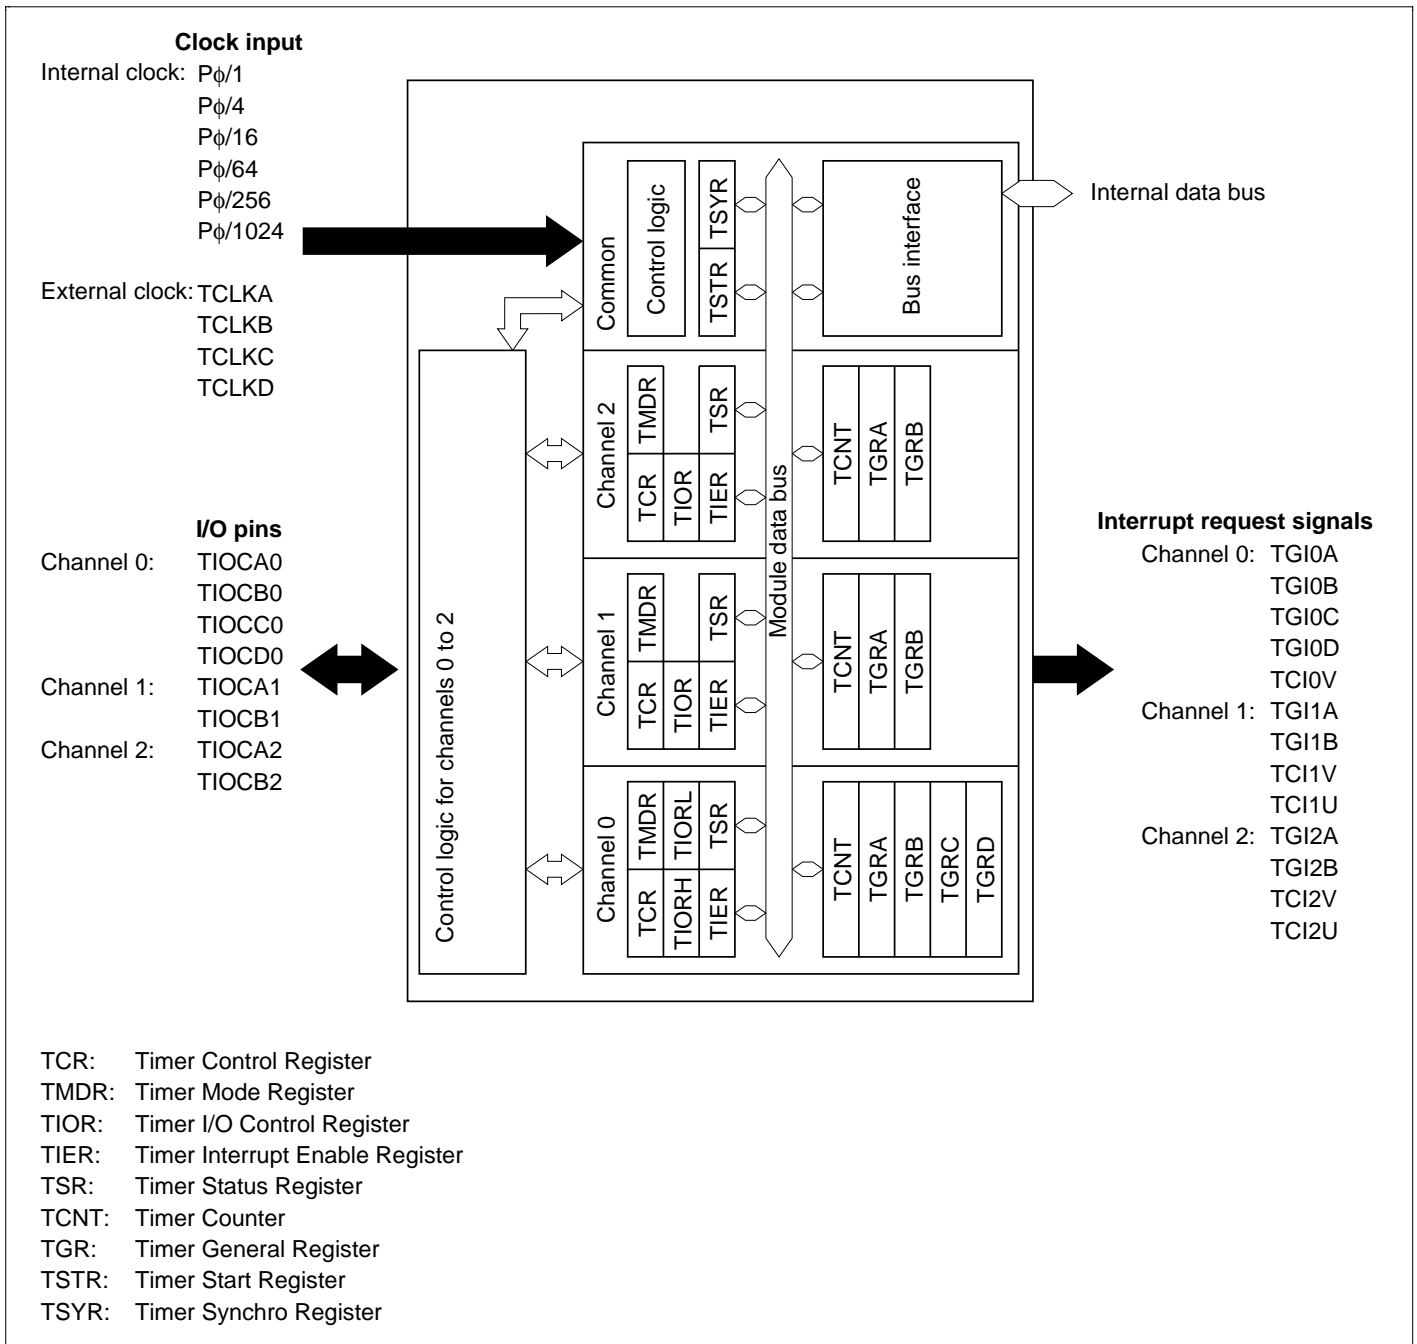 Clock input
Internal clock: Pϕ/1
Pϕ/4
Pϕ/16
Pϕ/64
Pϕ/256
Pϕ/1024
External clock: TCLKA
TCLKB
TCLKC
TCLKD
I/O pins
Channel 0: TIOCA0
TIOCB0
TIOCC0
TIOCD0
Channel 1: TIOCA1
TIOCB1
Channel 2: TIOCA2
TIOCB2
Control logic for channels 0 to 2
Common
Control logic
TSYR
TSTR
Bus interface
Internal data bus
Module data bus
Channel 2
TMDR
TSR
TCR
TIOR
TIER
TCNT
TGRA
TGRB
Channel 1
TMDR
TSR
TCR
TIOR
TIER
TCNT
TGRA
TGRB
Channel 0
TMDR
TIORL
TSR
TCR
TIORH
TIER
TCNT
TGRA
TGRB
TGRC
TGRD
Interrupt request signals
Channel 0: TGI0A
TGI0B
TGI0C
TGI0D
TCI0V
Channel 1: TGI1A
TGI1B
TCI1V
TCI1U
Channel 2: TGI2A
TGI2B
TCI2V
TCI2U
TCR: Timer Control Register
TMDR: Timer Mode Register
TIOR: Timer I/O Control Register
TIER: Timer Interrupt Enable Register
TSR: Timer Status Register
TCNT: Timer Counter
TGR: Timer General Register
TSTR: Timer Start Register
TSYR: Timer Synchro Register